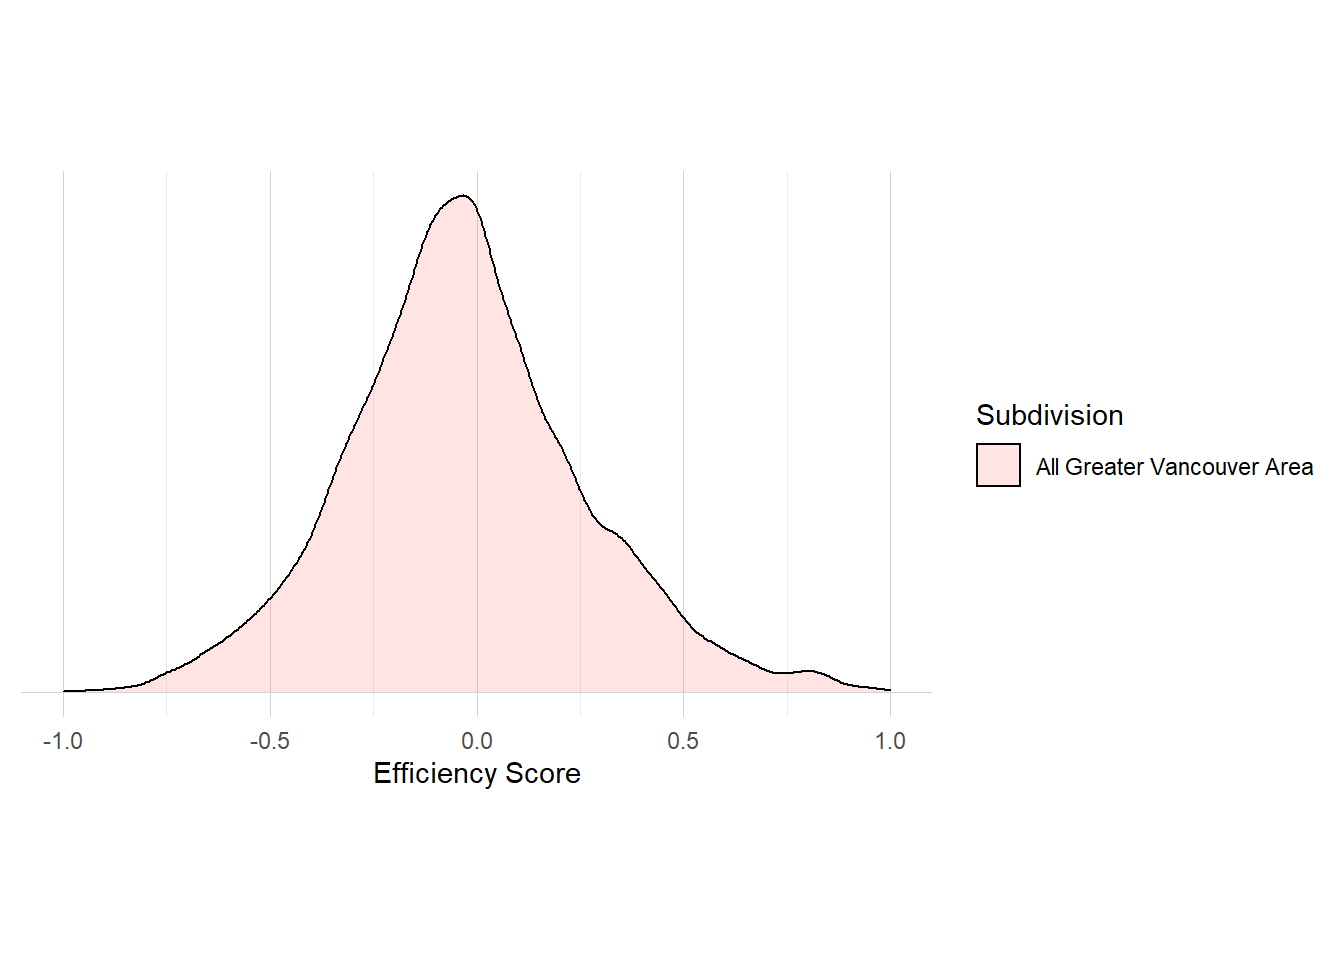 -1.0 -0.5 0.0 0.5 1.0
Efficiency Score
Subdivision
All Greater Vancouver Area